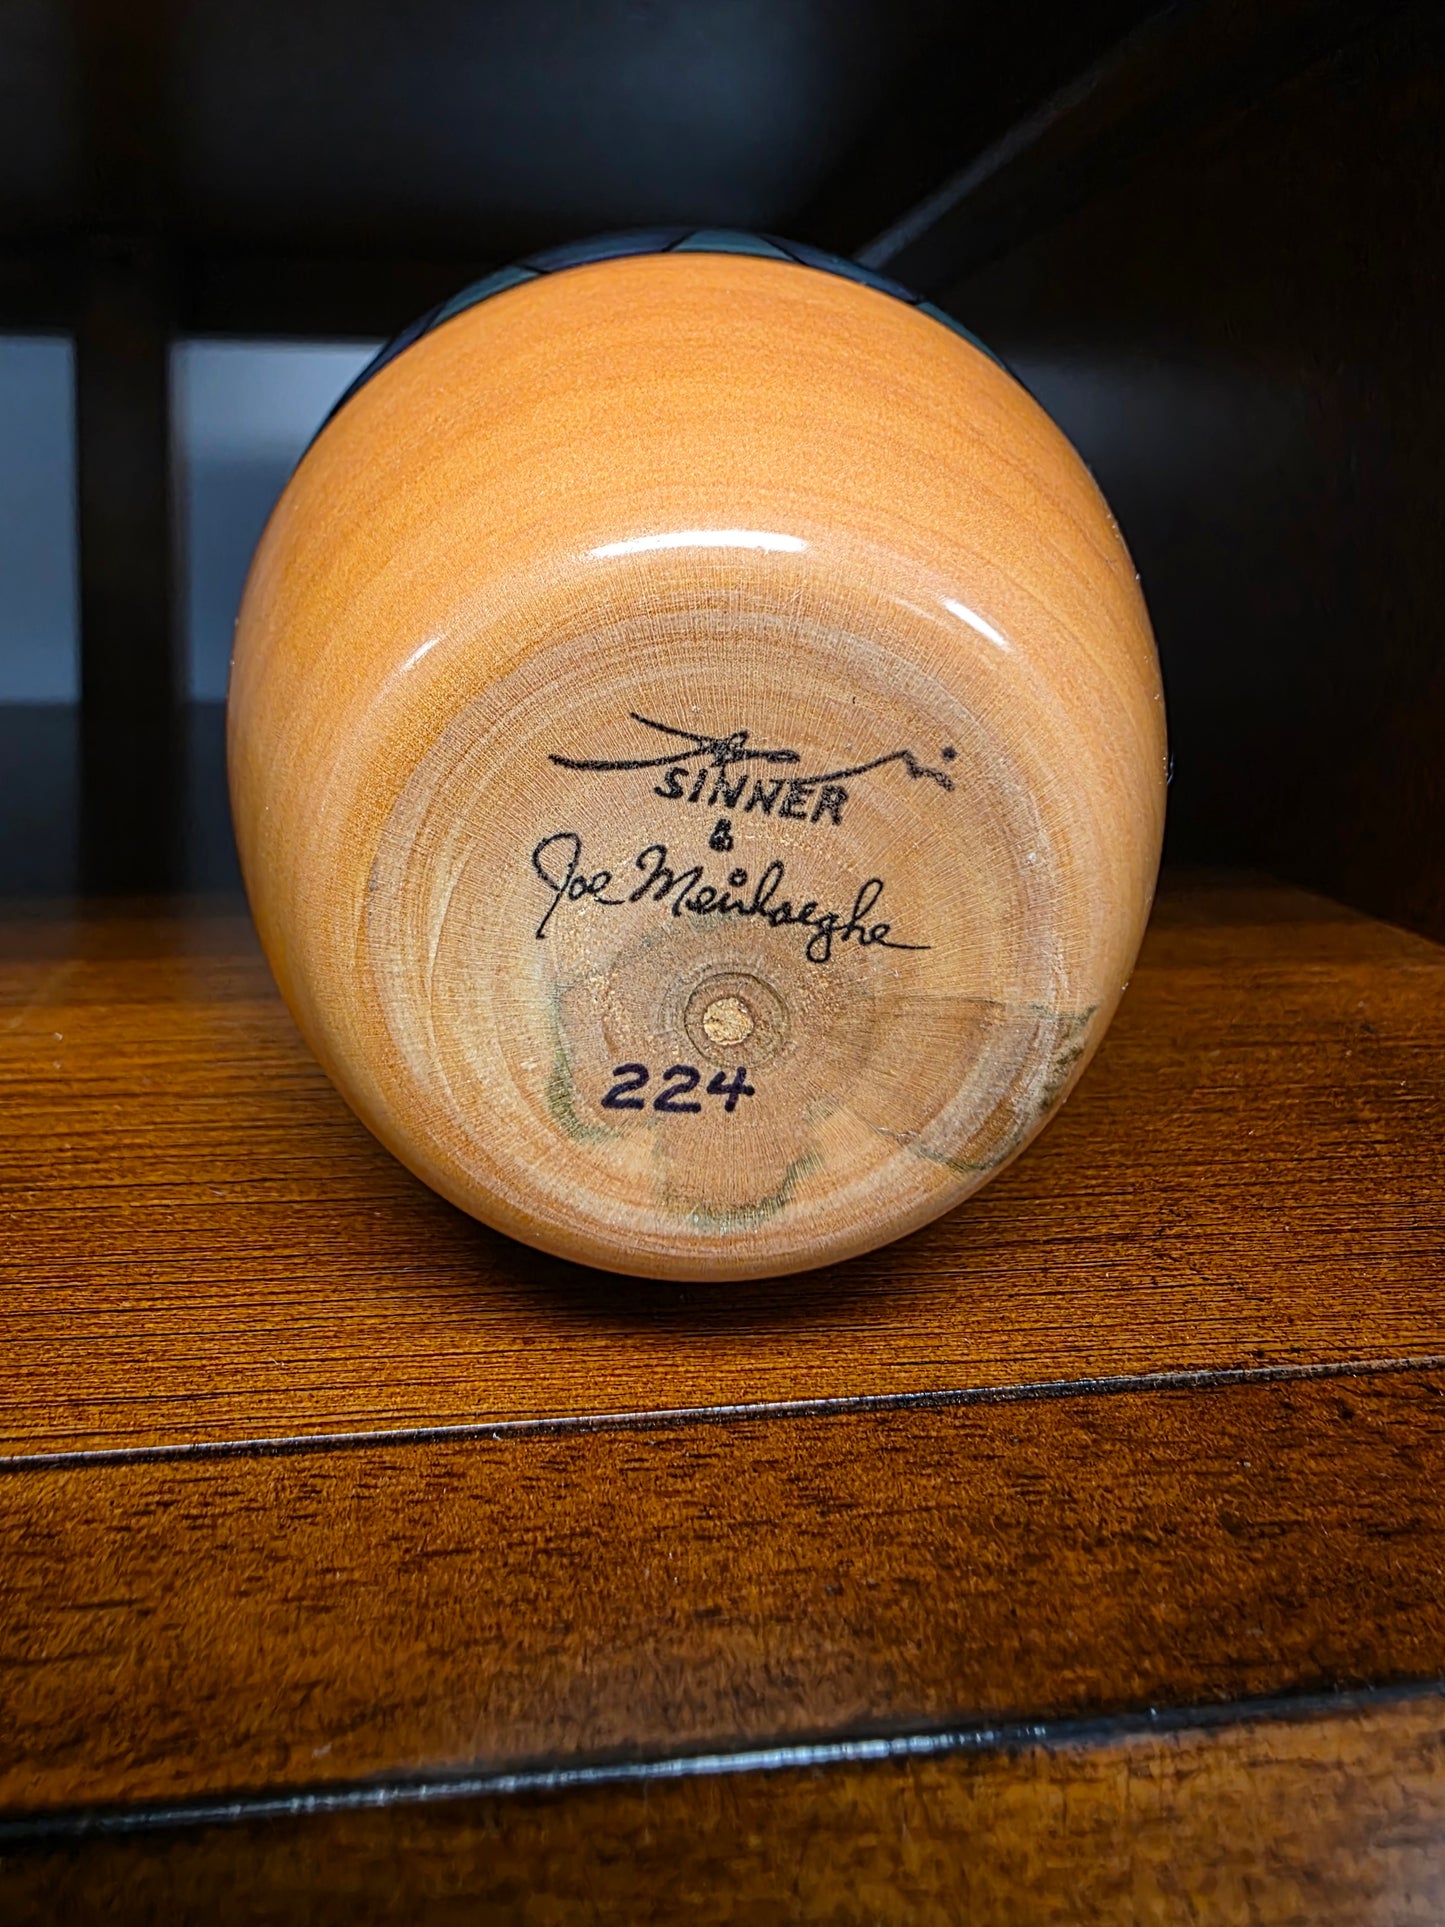 SINNER
&
Joe Meirhaeghe
224